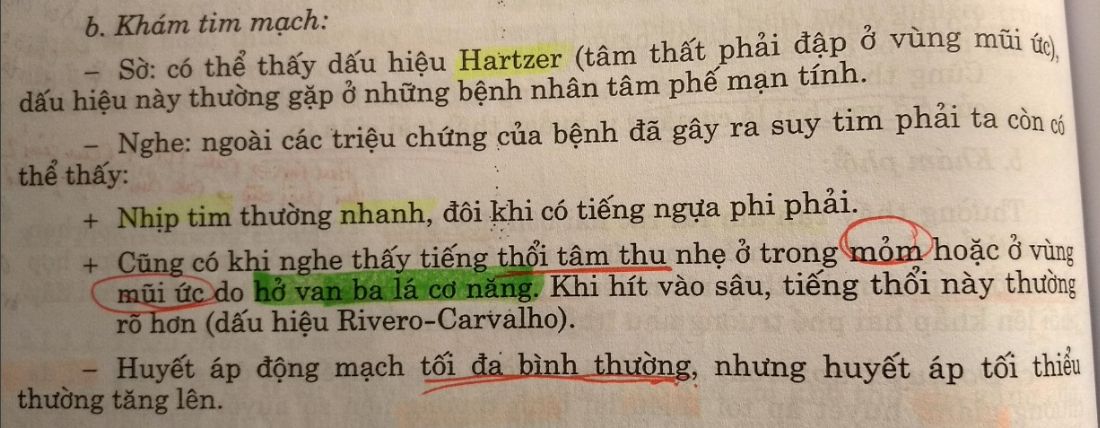 b. Khám tim mạch:
– Sờ: có thể thấy dấu hiệu Hartzer (tâm thất phải đập ở vùng mũi ức),
dấu hiệu này thường gặp ở những bệnh nhân tâm phế mạn tính.
– Nghe: ngoài các triệu chứng của bệnh đã gây ra suy tim phải ta còn có
thể thấy:
+ Nhịp tim thường nhanh, đôi khi có tiếng ngựa phi phải.
+ Cũng có khi nghe thấy tiếng thổi tâm thu nhẹ ở trong mỏm hoặc ở vùng
mũi ức do hở van ba lá cơ năng. Khi hít vào sâu, tiếng thổi này thường
rõ hơn (dấu hiệu Rivero-Carvalho).
– Huyết áp động mạch tối đa bình thường, nhưng huyết áp tối thiểu
thường tăng lên.